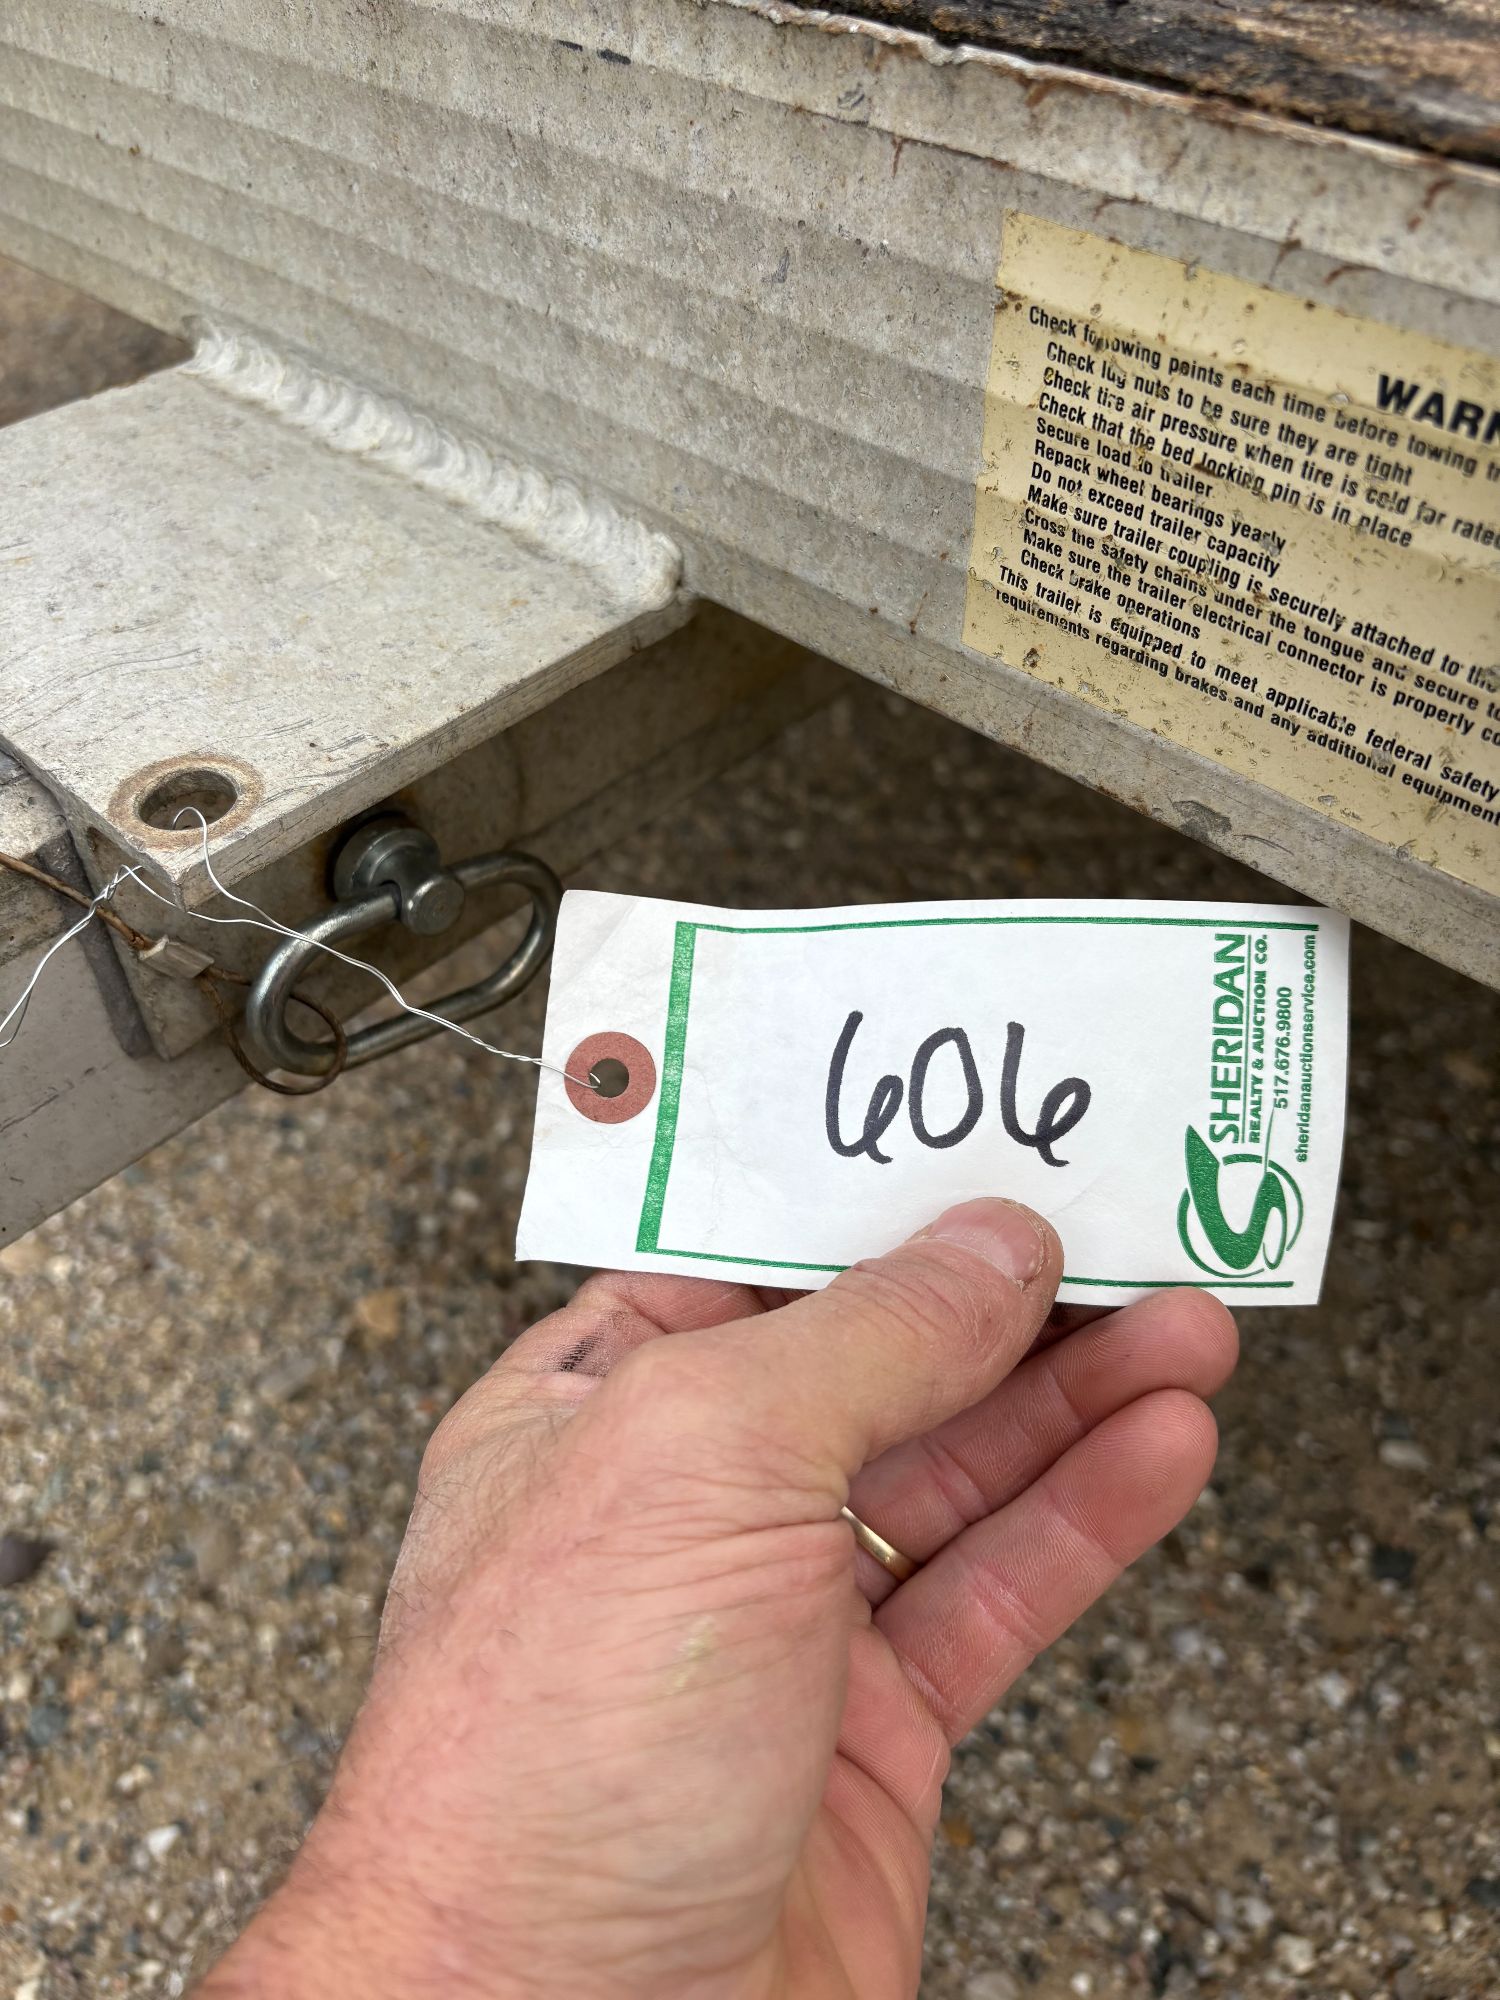 WARN
Check following points each time before towing tr
Check lug nuts to be sure they are tight
Check tire air pressure when tire is cold for rated
Check that the bed locking pin is in place
Secure load to trailer
Repack wheel bearings yearly
Do not exceed trailer capacity
Make sure trailer coupling is securely attached to the
Cross the safety chains under the tongue and secure to
Make sure the trailer electrical connector is properly co
Check brake operations
This trailer is equipped to meet applicable federal safety
requirements regarding brakes and any additional equipment
606
SHERIDAN
REALTY & AUCTION CO.
517.676.9800
sheridanauctionservice.com